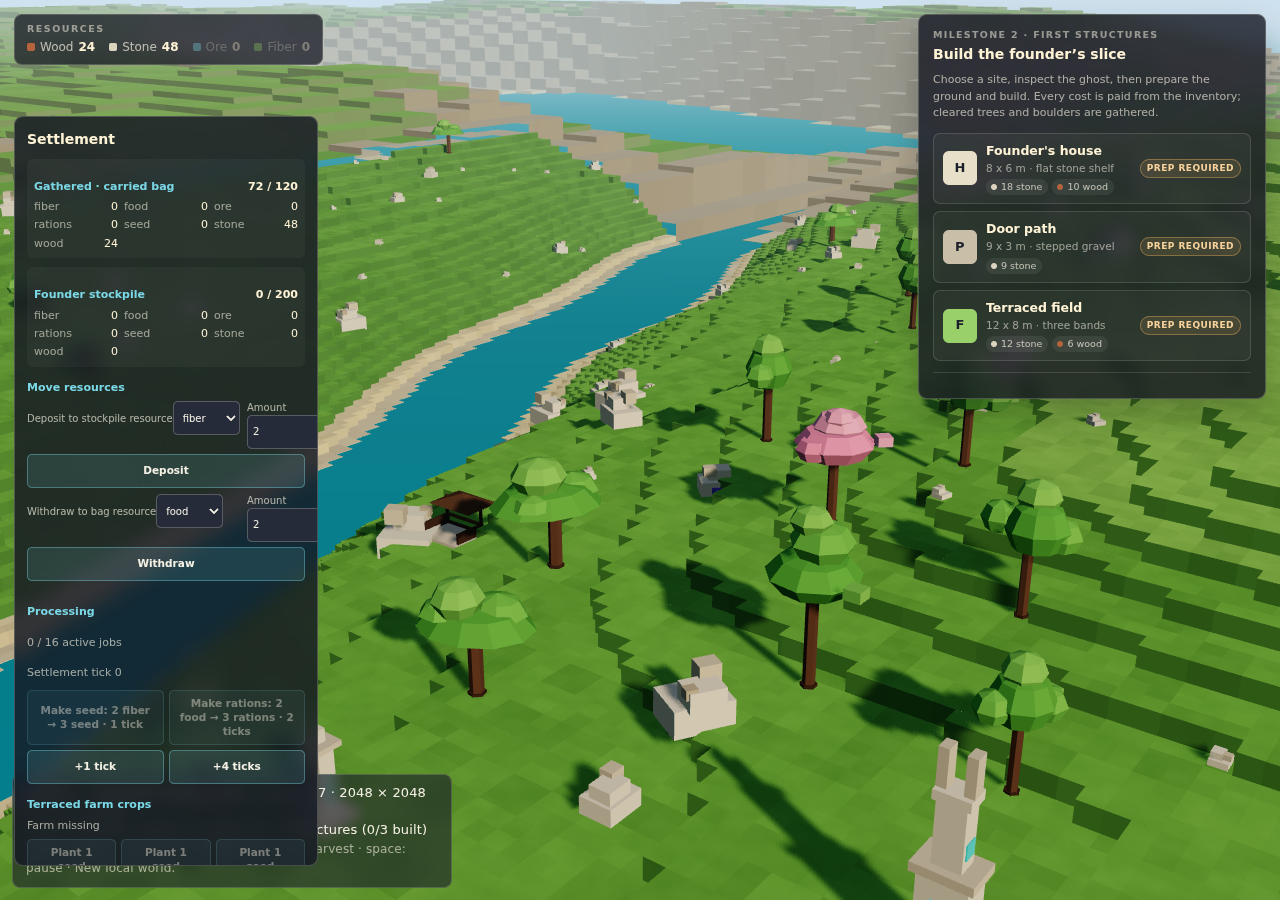 RESOURCES
Wood 24 Stone 48 Ore 0 Fiber 0
Settlement
Gathered · carried bag 72 / 120
fiber 0 food 0 ore 0
rations 0 seed 0 stone 48
wood 24
Founder stockpile 0 / 200
fiber 0 food 0 ore 0
rations 0 seed 0 stone 0
wood 0
Move resources
Deposit to stockpile resource fiber Amount 2
Deposit
Withdraw to bag resource food Amount 2
Withdraw
Processing
0 / 16 active jobs
Settlement tick 0
Make seed: 2 fiber → 3 seed · 1 tick
Make rations: 2 food → 3 rations · 2 ticks
+1 tick +4 ticks
Terraced farm crops
Farm missing
Plant 1 Plant 1 Plant 1
7 · 2048 × 2048
ctures (0/3 built)
arvest · space:
pause · New local world.
MILESTONE 2 · FIRST STRUCTURES
Build the founder’s slice
Choose a site, inspect the ghost, then prepare the
ground and build. Every cost is paid from the inventory;
cleared trees and boulders are gathered.
H Founder's house
8 x 6 m · flat stone shelf
18 stone 10 wood
PREP REQUIRED
P Door path
9 x 3 m · stepped gravel
9 stone
PREP REQUIRED
F Terraced field
12 x 8 m · three bands
12 stone 6 wood
PREP REQUIRED